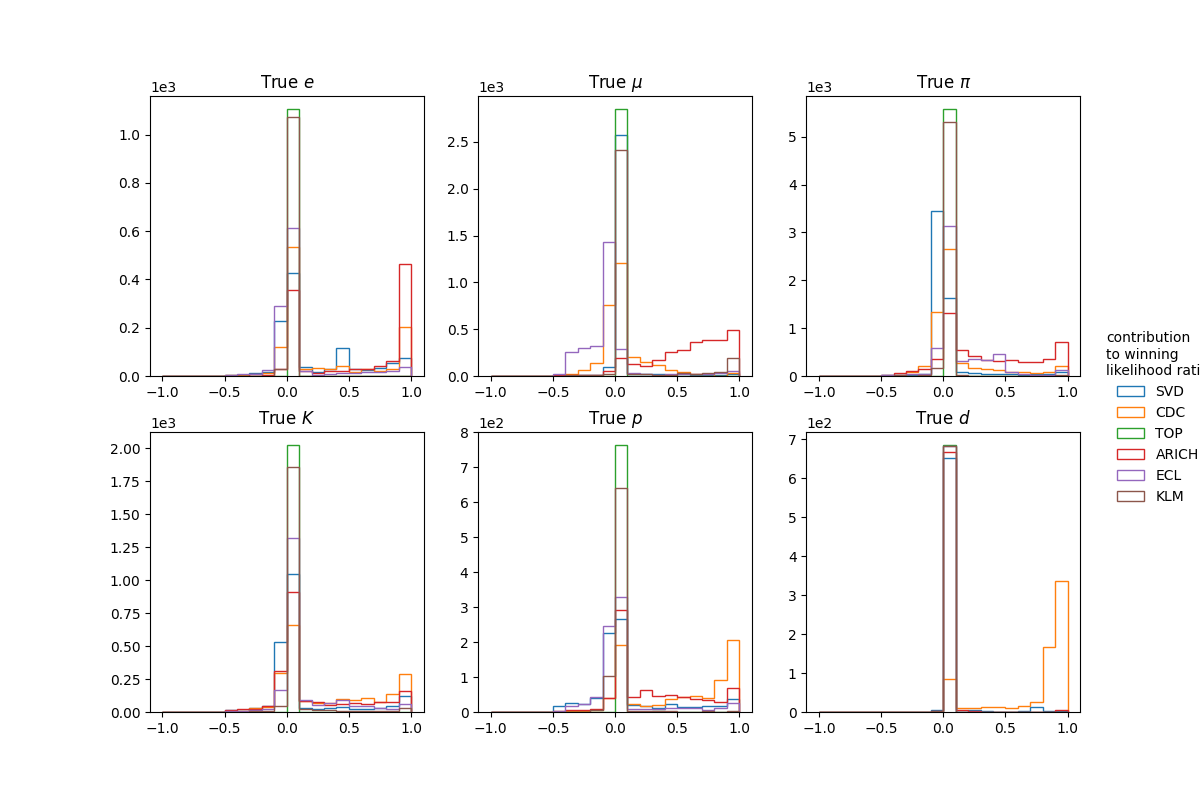 True e
1e3
1.0
0.8
0.6
0.4
0.2
0.0
−1.0 −0.5 0.0 0.5 1.0
True μ
1e3
2.5
2.0
1.5
1.0
0.5
0.0
−1.0 −0.5 0.0 0.5 1.0
True π
1e3
5
4
3
2
1
0
−1.0 −0.5 0.0 0.5 1.0
True K
1e3
2.00
1.75
1.50
1.25
1.00
0.75
0.50
0.25
0.00
−1.0 −0.5 0.0 0.5 1.0
True p
1e2
8
7
6
5
4
3
2
1
0
−1.0 −0.5 0.0 0.5 1.0
True d
1e2
7
6
5
4
3
2
1
0
−1.0 −0.5 0.0 0.5 1.0
contribution
to winning
likelihood rati
SVD
CDC
TOP
ARICH
ECL
KLM